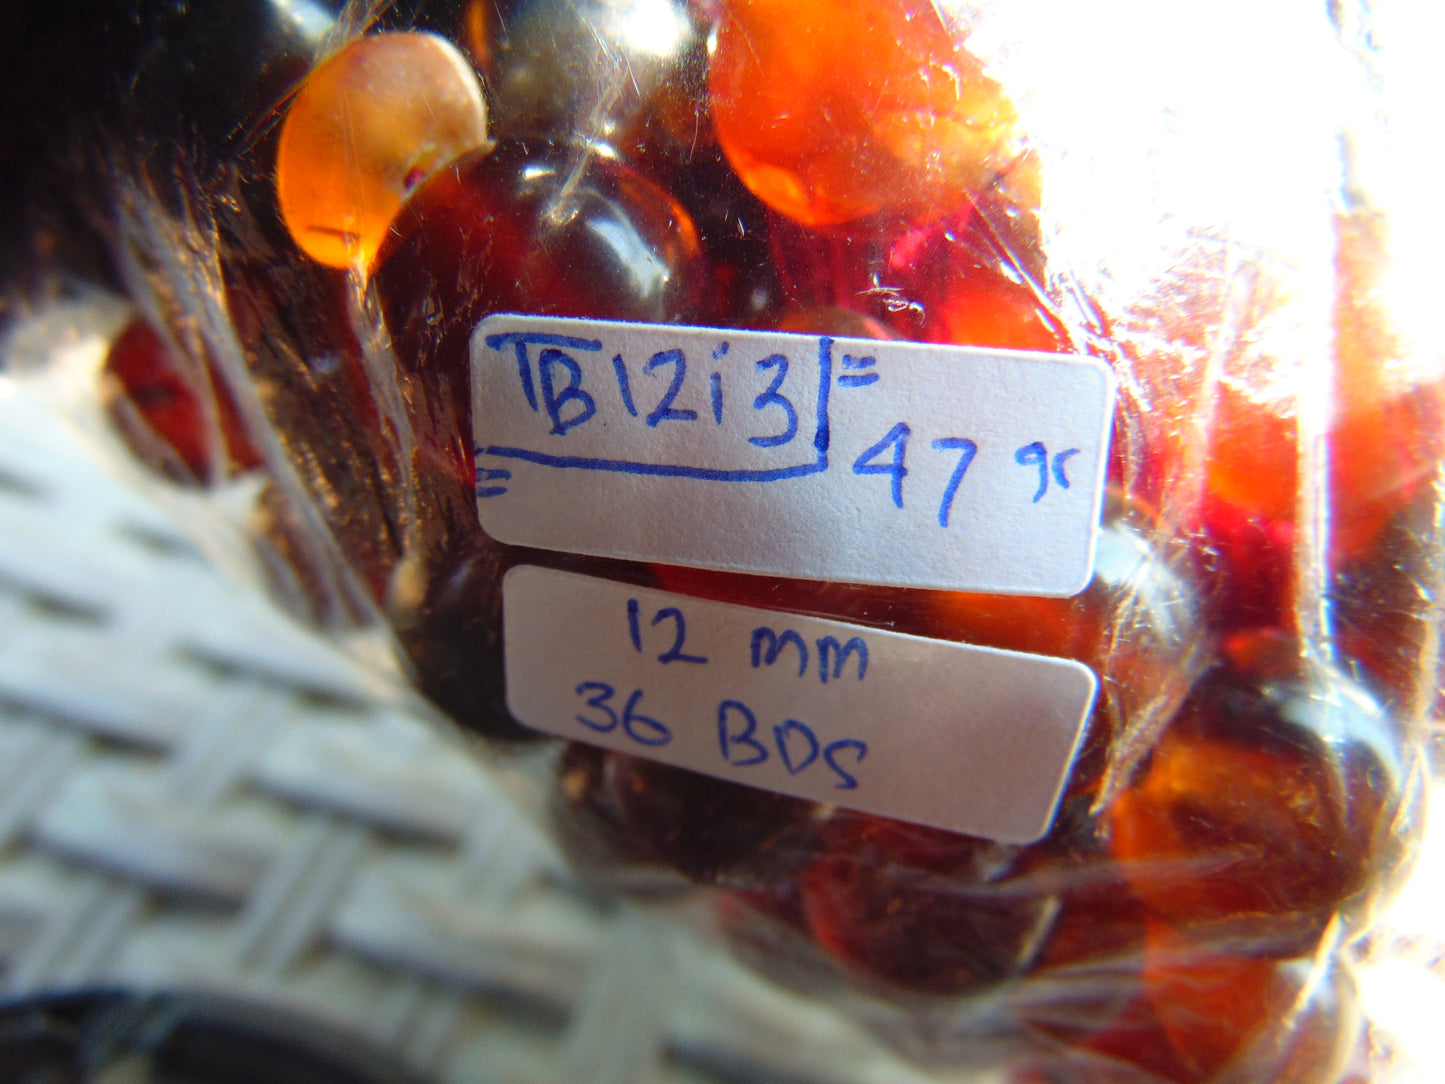 TB12i3 =
= 47 gr
12 mm
36 BDS